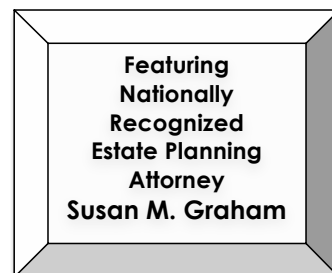 Featuring
Nationally
Recognized
Estate Planning
Attorney
Susan M. Graham